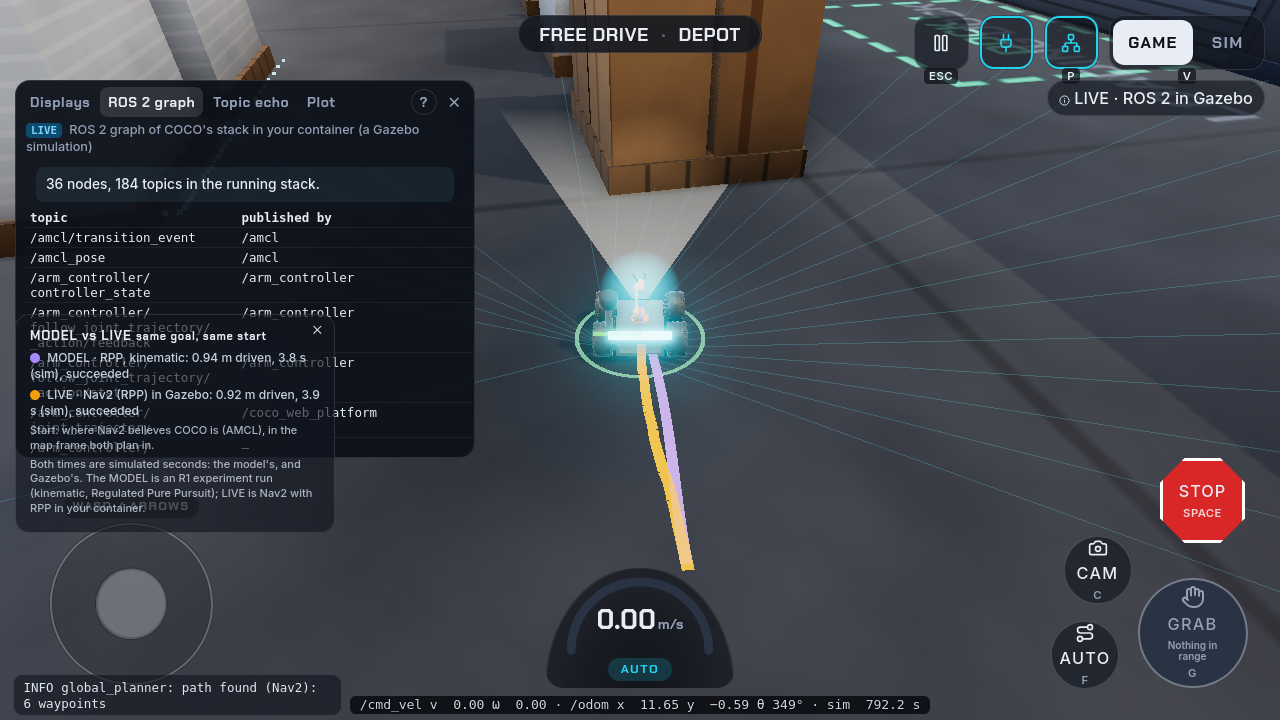 FREE DRIVE · DEPOT
ESC
P
GAME
SIM
V
LIVE · ROS 2 in Gazebo
Displays
ROS 2 graph
Topic echo
Plot
?
LIVE ROS 2 graph of COCO's stack in your container (a Gazebo
simulation)
36 nodes, 184 topics in the running stack.
topic published by
/amcl/transition_event /amcl
/amcl_pose /amcl
/arm_controller/ /arm_controller
controller_state
/arm_controller/ /arm_controller
follow_joint_trajectory/
MODEL vs LIVE same goal, same start
MODEL · RPP, kinematic: 0.94 m driven, 3.8 s
(sim), succeeded
LIVE · Nav2 (RPP) in Gazebo: 0.92 m driven, 3.9
s (sim), succeeded
/coco_web_platform
Start: where Nav2 believes COCO is (AMCL), in the
map frame both plan in.
Both times are simulated seconds: the model's, and
Gazebo's. The MODEL is an R1 experiment run
(kinematic, Regulated Pure Pursuit); LIVE is Nav2 with
RPP in your container.
STOP
SPACE
CAM
C
GRAB
Nothing in
range
G
AUTO
F
0.00 m/s
AUTO
INFO global_planner: path found (Nav2):
6 waypoints
/cmd_vel v 0.00 ω 0.00 · /odom x 11.65 y −0.59 θ 349° · sim 792.2 s